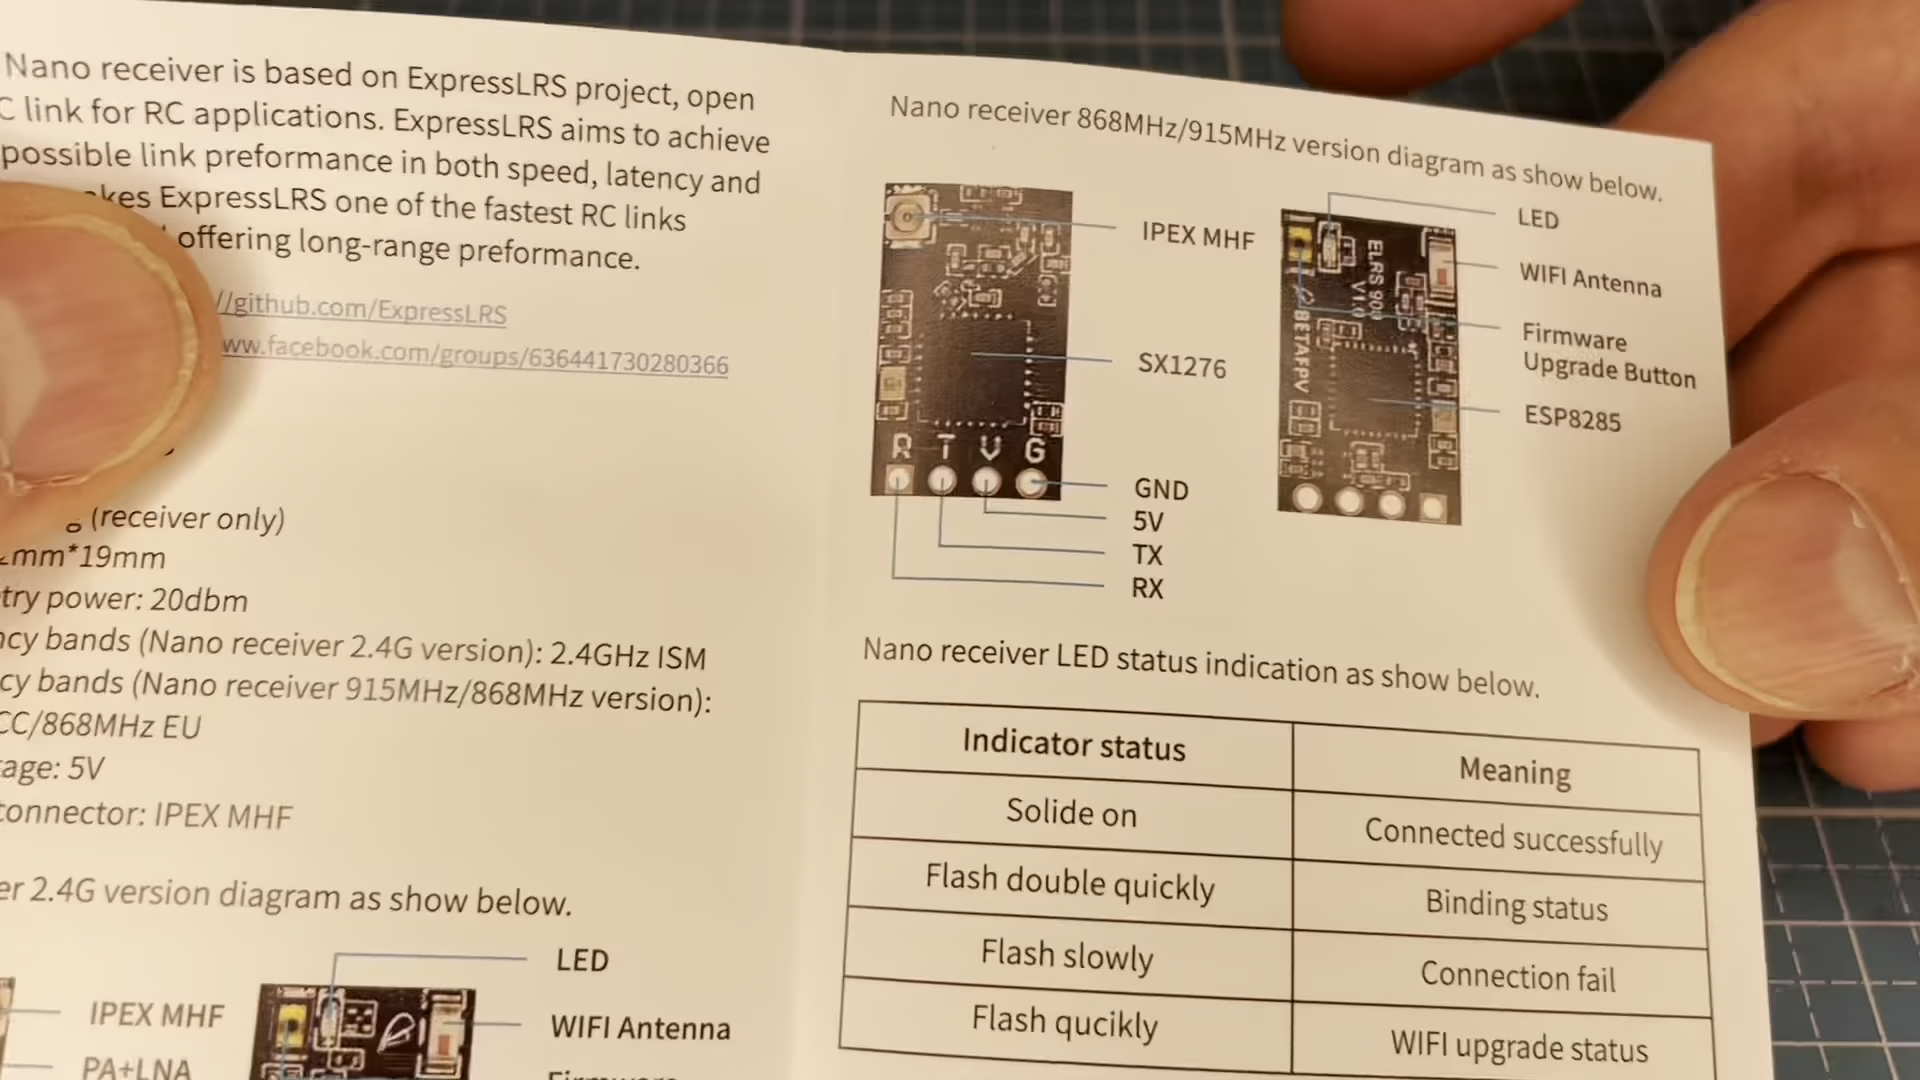 Nano receiver is based on ExpressLRS project, open
C link for RC applications. ExpressLRS aims to achieve
possible link preformance in both speed, latency and
kes ExpressLRS one of the fastest RC links
offering long-range preformance.
//github.com/ExpressLRS
ww.facebook.com/groups/636441730280366
g (receiver only)
mm*19mm
try power: 20dbm
ncy bands (Nano receiver 2.4G version): 2.4GHz ISM
cy bands (Nano receiver 915MHz/868MHz version):
CC/868MHz EU
age: 5V
connector: IPEX MHF
er 2.4G version diagram as show below.
LED
IPEX MHF
WIFI Antenna
PA+LNA
Nano receiver 868MHz/915MHz version diagram as show below.
IPEX MHF
SX1276
R T V G
GND
5V
TX
RX
LED
WIFI Antenna
Firmware
Upgrade Button
ESP8285
ELRS 900
V1.0
BETAFPV
Nano receiver LED status indication as show below.
Indicator status Meaning
Solide on Connected successfully
Flash double quickly Binding status
Flash slowly Connection fail
Flash qucikly WIFI upgrade status